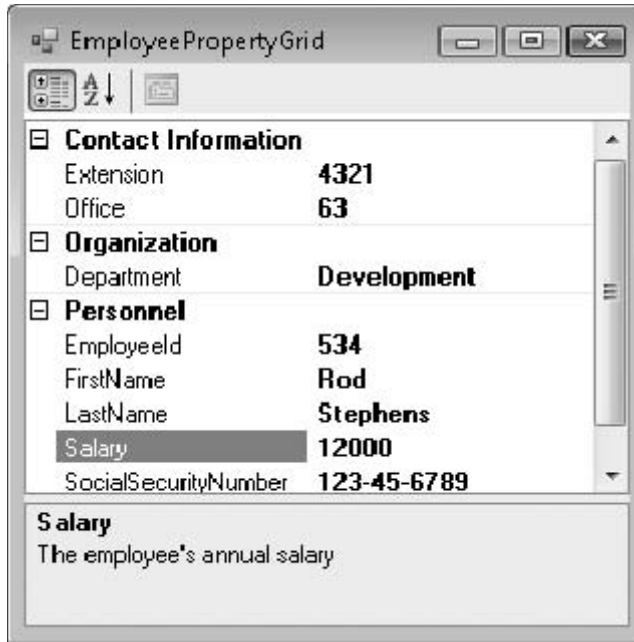 EmployeePropertyGrid
A Z
Contact Information
Extension 4321
Office 63
Organization
Department Development
Personnel
EmployeeId 534
FirstName Rod
LastName Stephens
Salary 12000
SocialSecurityNumber 123-45-6789
Salary
The employee's annual salary